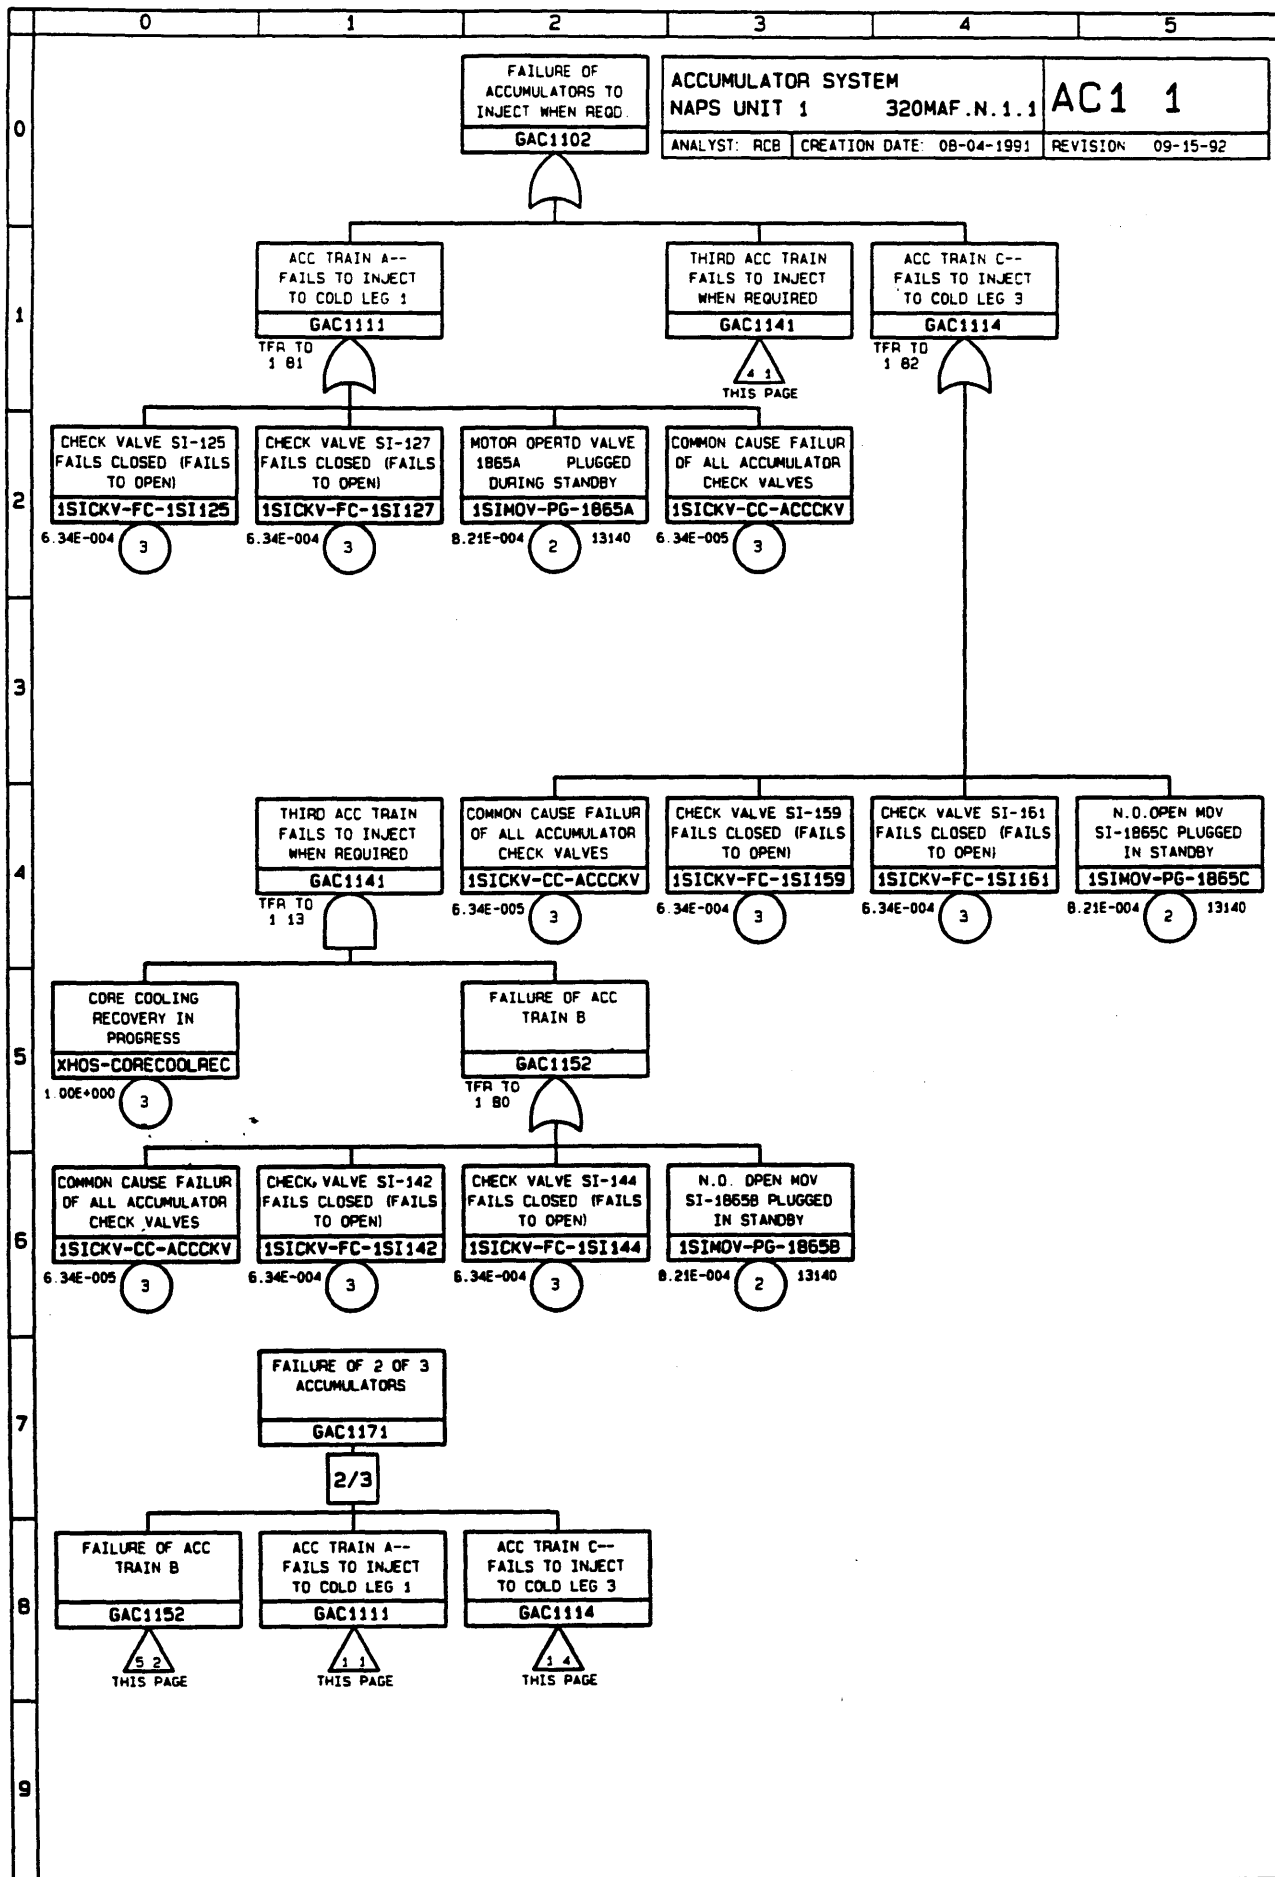 0 1 2 3 4 5
FAILURE OF
ACCUMULATORS TO
INJECT WHEN REQD.
GAC1102
ACCUMULATOR SYSTEM
NAPS UNIT 1 320MAF.N.1.1
AC1 1
ANALYST: RCB CREATION DATE: 08-04-1991 REVISION 09-15-92
0
ACC TRAIN A--
FAILS TO INJECT
TO COLD LEG 1
GAC1111
TFR TO
1 81
THIRD ACC TRAIN
FAILS TO INJECT
WHEN REQUIRED
GAC1141
4 1
THIS PAGE
ACC TRAIN C--
FAILS TO INJECT
TO COLD LEG 3
GAC1114
TFR TO
1 82
1
CHECK VALVE SI-125
FAILS CLOSED (FAILS
TO OPEN)
1SICKV-FC-1SI125
6.34E-004 3
CHECK VALVE SI-127
FAILS CLOSED (FAILS
TO OPEN)
1SICKV-FC-1SI127
6.34E-004 3
MOTOR OPERTD VALVE
1865A PLUGGED
DURING STANDBY
1SIMOV-PG-1865A
8.21E-004 2 13140
COMMON CAUSE FAILUR
OF ALL ACCUMULATOR
CHECK VALVES
1SICKV-CC-ACCCKV
6.34E-005 3
2
3
THIRD ACC TRAIN
FAILS TO INJECT
WHEN REQUIRED
GAC1141
TFR TO
1 13
COMMON CAUSE FAILUR
OF ALL ACCUMULATOR
CHECK VALVES
1SICKV-CC-ACCCKV
6.34E-005 3
CHECK VALVE SI-159
FAILS CLOSED (FAILS
TO OPEN)
1SICKV-FC-1SI159
6.34E-004 3
CHECK VALVE SI-161
FAILS CLOSED (FAILS
TO OPEN)
1SICKV-FC-1SI161
6.34E-004 3
N.O.OPEN MOV
SI-1865C PLUGGED
IN STANDBY
1SIMOV-PG-1865C
8.21E-004 2 13140
4
CORE COOLING
RECOVERY IN
PROGRESS
XHOS-CORECOOLREC
1.00E+000 3
FAILURE OF ACC
TRAIN B
GAC1152
TFR TO
1 80
5
COMMON CAUSE FAILUR
OF ALL ACCUMULATOR
CHECK VALVES
1SICKV-CC-ACCCKV
6.34E-005 3
CHECK, VALVE SI-142
FAILS CLOSED (FAILS
TO OPEN)
1SICKV-FC-1SI142
6.34E-004 3
CHECK VALVE SI-144
FAILS CLOSED (FAILS
TO OPEN)
1SICKV-FC-1SI144
6.34E-004 3
N.O. OPEN MOV
SI-1865B PLUGGED
IN STANDBY
1SIMOV-PG-1865B
8.21E-004 2 13140
6
FAILURE OF 2 OF 3
ACCUMULATORS
GAC1171
2/3
7
FAILURE OF ACC
TRAIN B
GAC1152
5 2
THIS PAGE
ACC TRAIN A--
FAILS TO INJECT
TO COLD LEG 1
GAC1111
1 1
THIS PAGE
ACC TRAIN C--
FAILS TO INJECT
TO COLD LEG 3
GAC1114
1 4
THIS PAGE
8
9